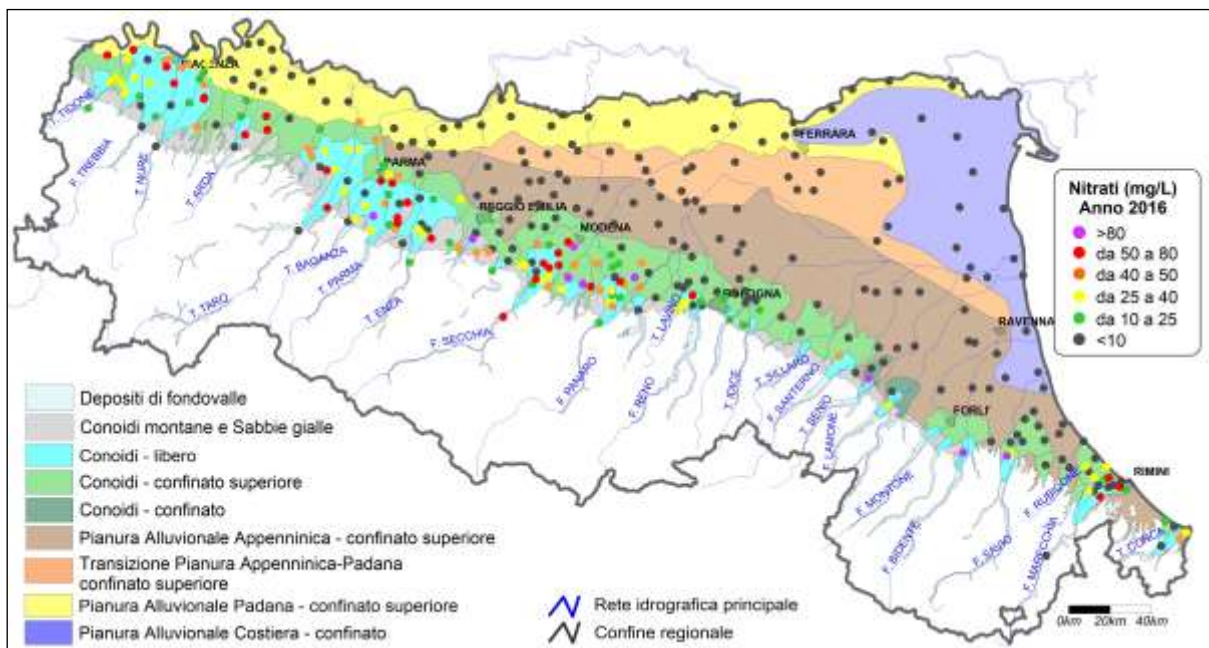 PIACENZA
T. TIDONE
F. TREBBIA
T. NURE
T. ARDA
PARMA
REGGIO EMILIA
MODENA
BOLOGNA
FERRARA
RAVENNA
FORLI'
RIMINI
T. TARO
T. BAGANZA
T. PARMA
T. ENZA
F. SECCHIA
F. PANARO
F. RENO
T. LAVINO
T. IDICE
T. SILLARO
F. SANTERNO
T. SENIO
F. LAMONE
F. MONTONE
F. BIDENTE
F. SAVIO
F. RUBICONE
F. MARECCHIA
T. CONCA
Nitrati (mg/L)
Anno 2016
>80
da 50 a 80
da 40 a 50
da 25 a 40
da 10 a 25
<10
Depositi di fondovalle
Conoidi montane e Sabbie gialle
Conoidi - libero
Conoidi - confinato superiore
Conoidi - confinato
Pianura Alluvionale Appenninica - confinato superiore
Transizione Pianura Appenninica-Padana
confinato superiore
Pianura Alluvionale Padana - confinato superiore
Pianura Alluvionale Costiera - confinato
Rete idrografica principale
Confine regionale
0km 20km 40km